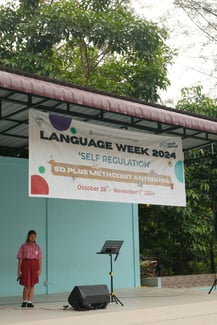 LANGUAGE WEEK 2024
"SELF REGULATION"
SD PLUS METHODIST ANTIOKHIA
October 28th - November 1st 2024